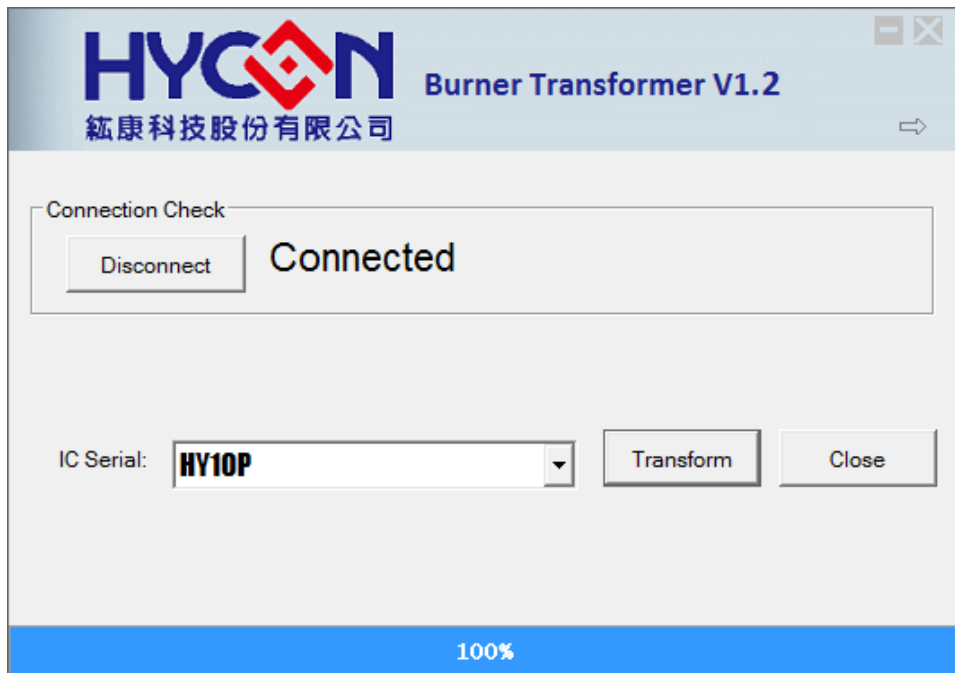 HYCON
紘康科技股份有限公司
Burner Transformer V1.2
Connection Check
Disconnect
Connected
IC Serial:
HY10P
Transform
Close
100%